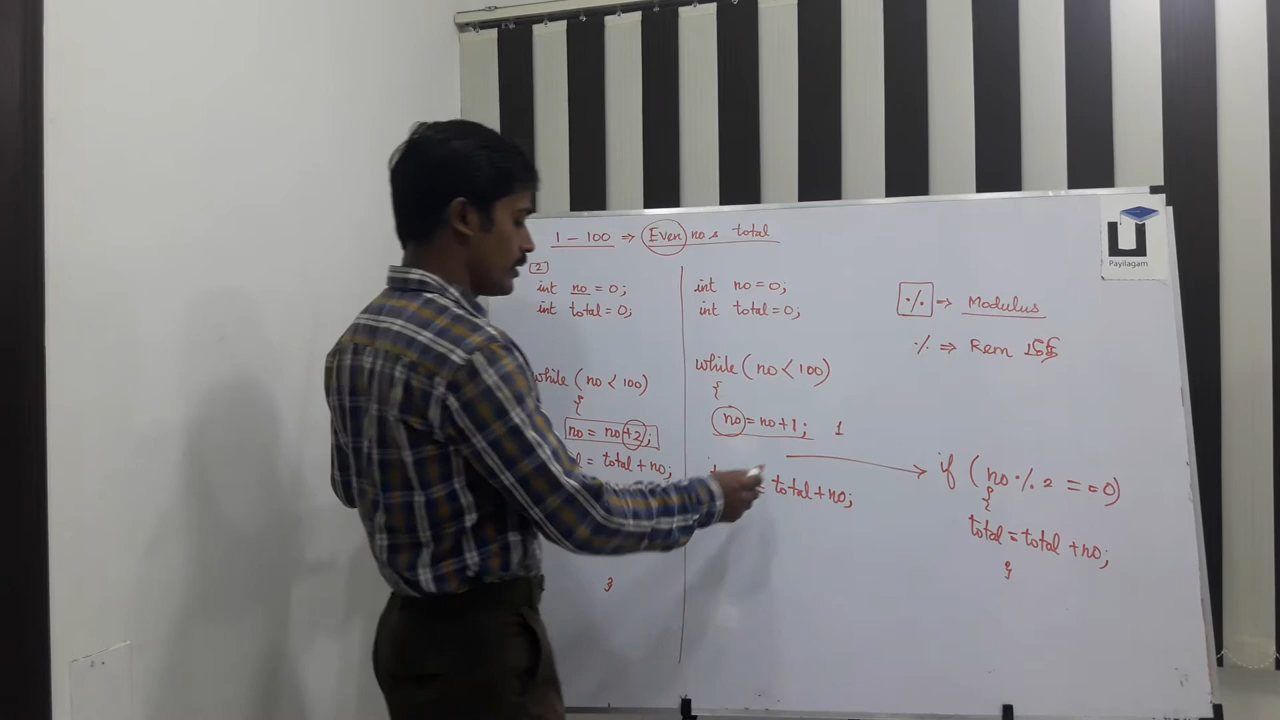 1 - 100 ⇒ Even no s total
2
int no = 0;
int total = 0;
while ( no < 100)
{
no = no +2;
= total + no;
}
int no = 0;
int total = 0;
while ( no < 100)
{
no = no + 1; 1
= total + no;
% ⇒ Modulus
% ⇒ Rem
if ( no % 2 = = 0)
{
total = total + no;
}
Payilagam